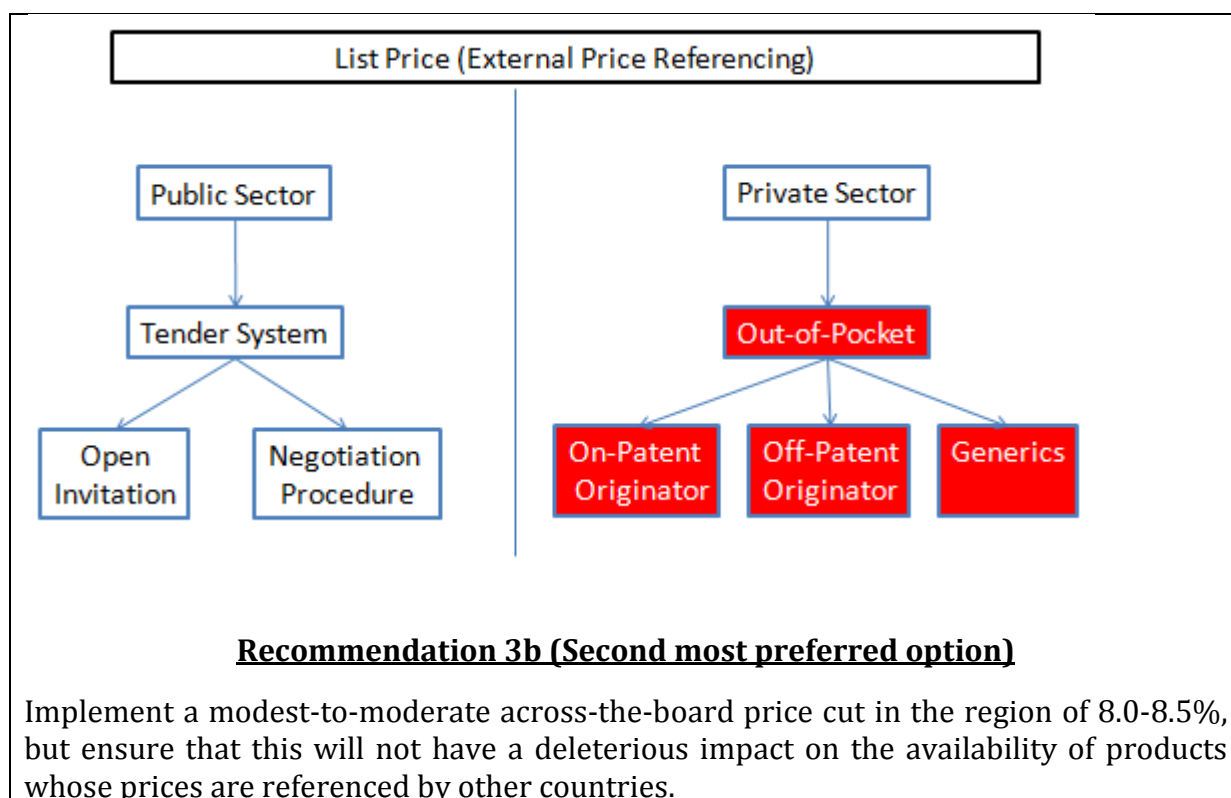 List Price (External Price Referencing)
Public Sector
Private Sector
Tender System
Out-of-Pocket
Open
Invitation
Negotiation
Procedure
On-Patent
Originator
Off-Patent
Originator
Generics
Recommendation 3b (Second most preferred option)
Implement a modest-to-moderate across-the-board price cut in the region of 8.0-8.5%,
but ensure that this will not have a deleterious impact on the availability of products
whose prices are referenced by other countries.